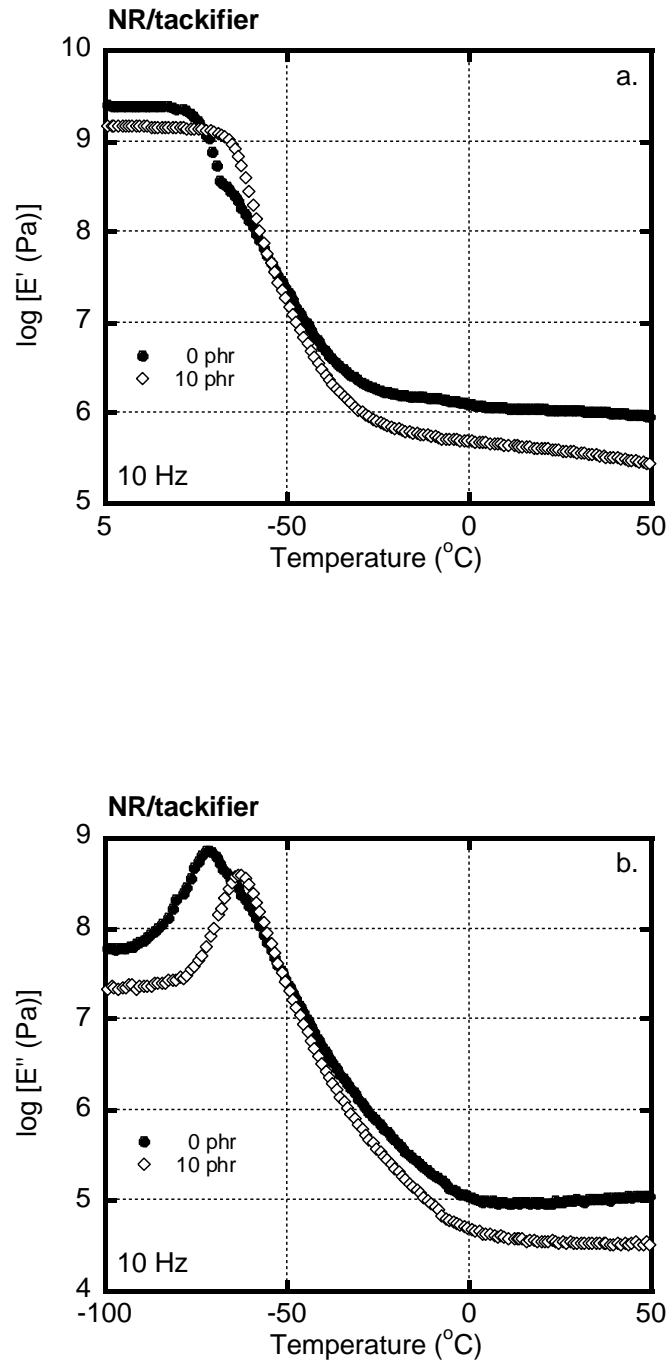 NR/tackifier
10
a.
9
8
log [E' (Pa)]
7
0 phr
10 phr
6
10 Hz
5
5 -50 0 50
Temperature (°C)
NR/tackifier
9
b.
8
log [E" (Pa)]
7
6
0 phr
10 phr
5
10 Hz
4
-100 -50 0 50
Temperature (°C)